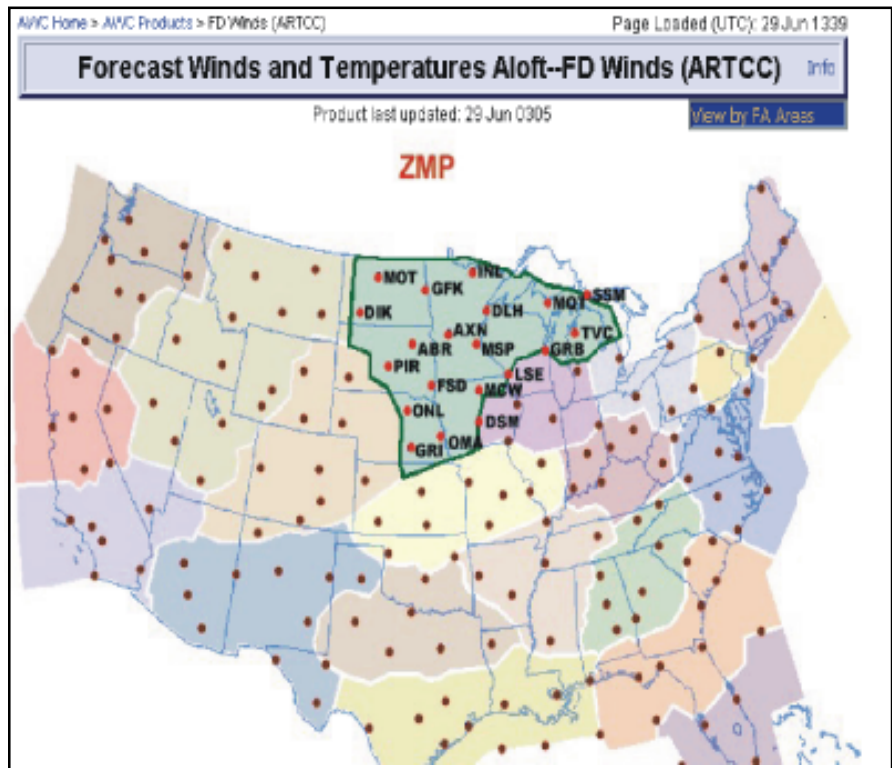 AWC Home > AWC Products > FD Winds (ARTCC)
Page Loaded (UTC): 29 Jun 1339
Forecast Winds and Temperatures Aloft--FD Winds (ARTCC)
Info
Product last updated: 29 Jun 0305
View by FA Areas
ZMP
INL
MOT
GFK
SSM
MQT
DIK
DLH
AXN
TVC
ABR
MSP
GRB
PIR
LSE
FSD
MCW
ONL
DSM
OMA
GRI